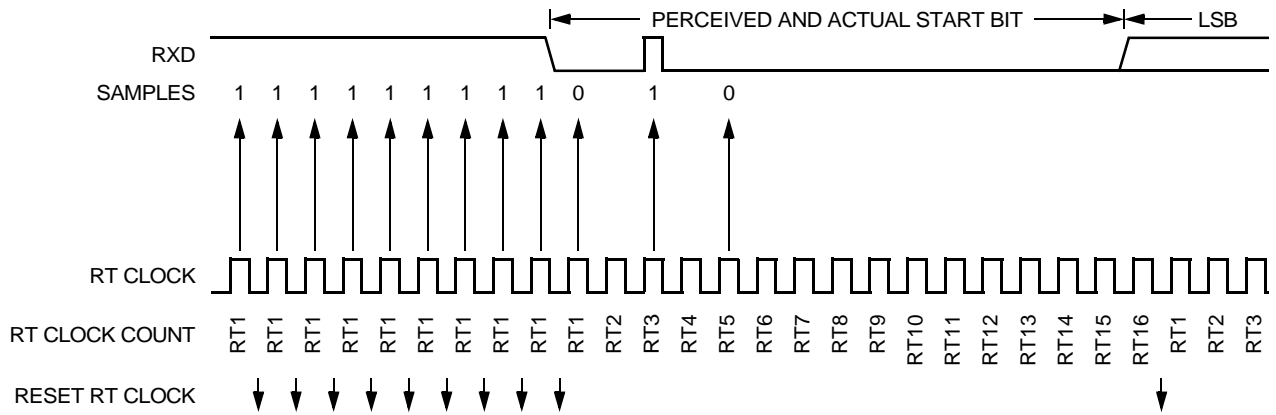 PERCEIVED AND ACTUAL START BIT LSB
RXD
SAMPLES 1 1 1 1 1 1 1 1 1 0 1 0
RT CLOCK
RT CLOCK COUNT RT1 RT1 RT1 RT1 RT1 RT1 RT1 RT1 RT1 RT1 RT2 RT3 RT4 RT5 RT6 RT7 RT8 RT9 RT10 RT11 RT12 RT13 RT14 RT15 RT16 RT1 RT2 RT3
RESET RT CLOCK